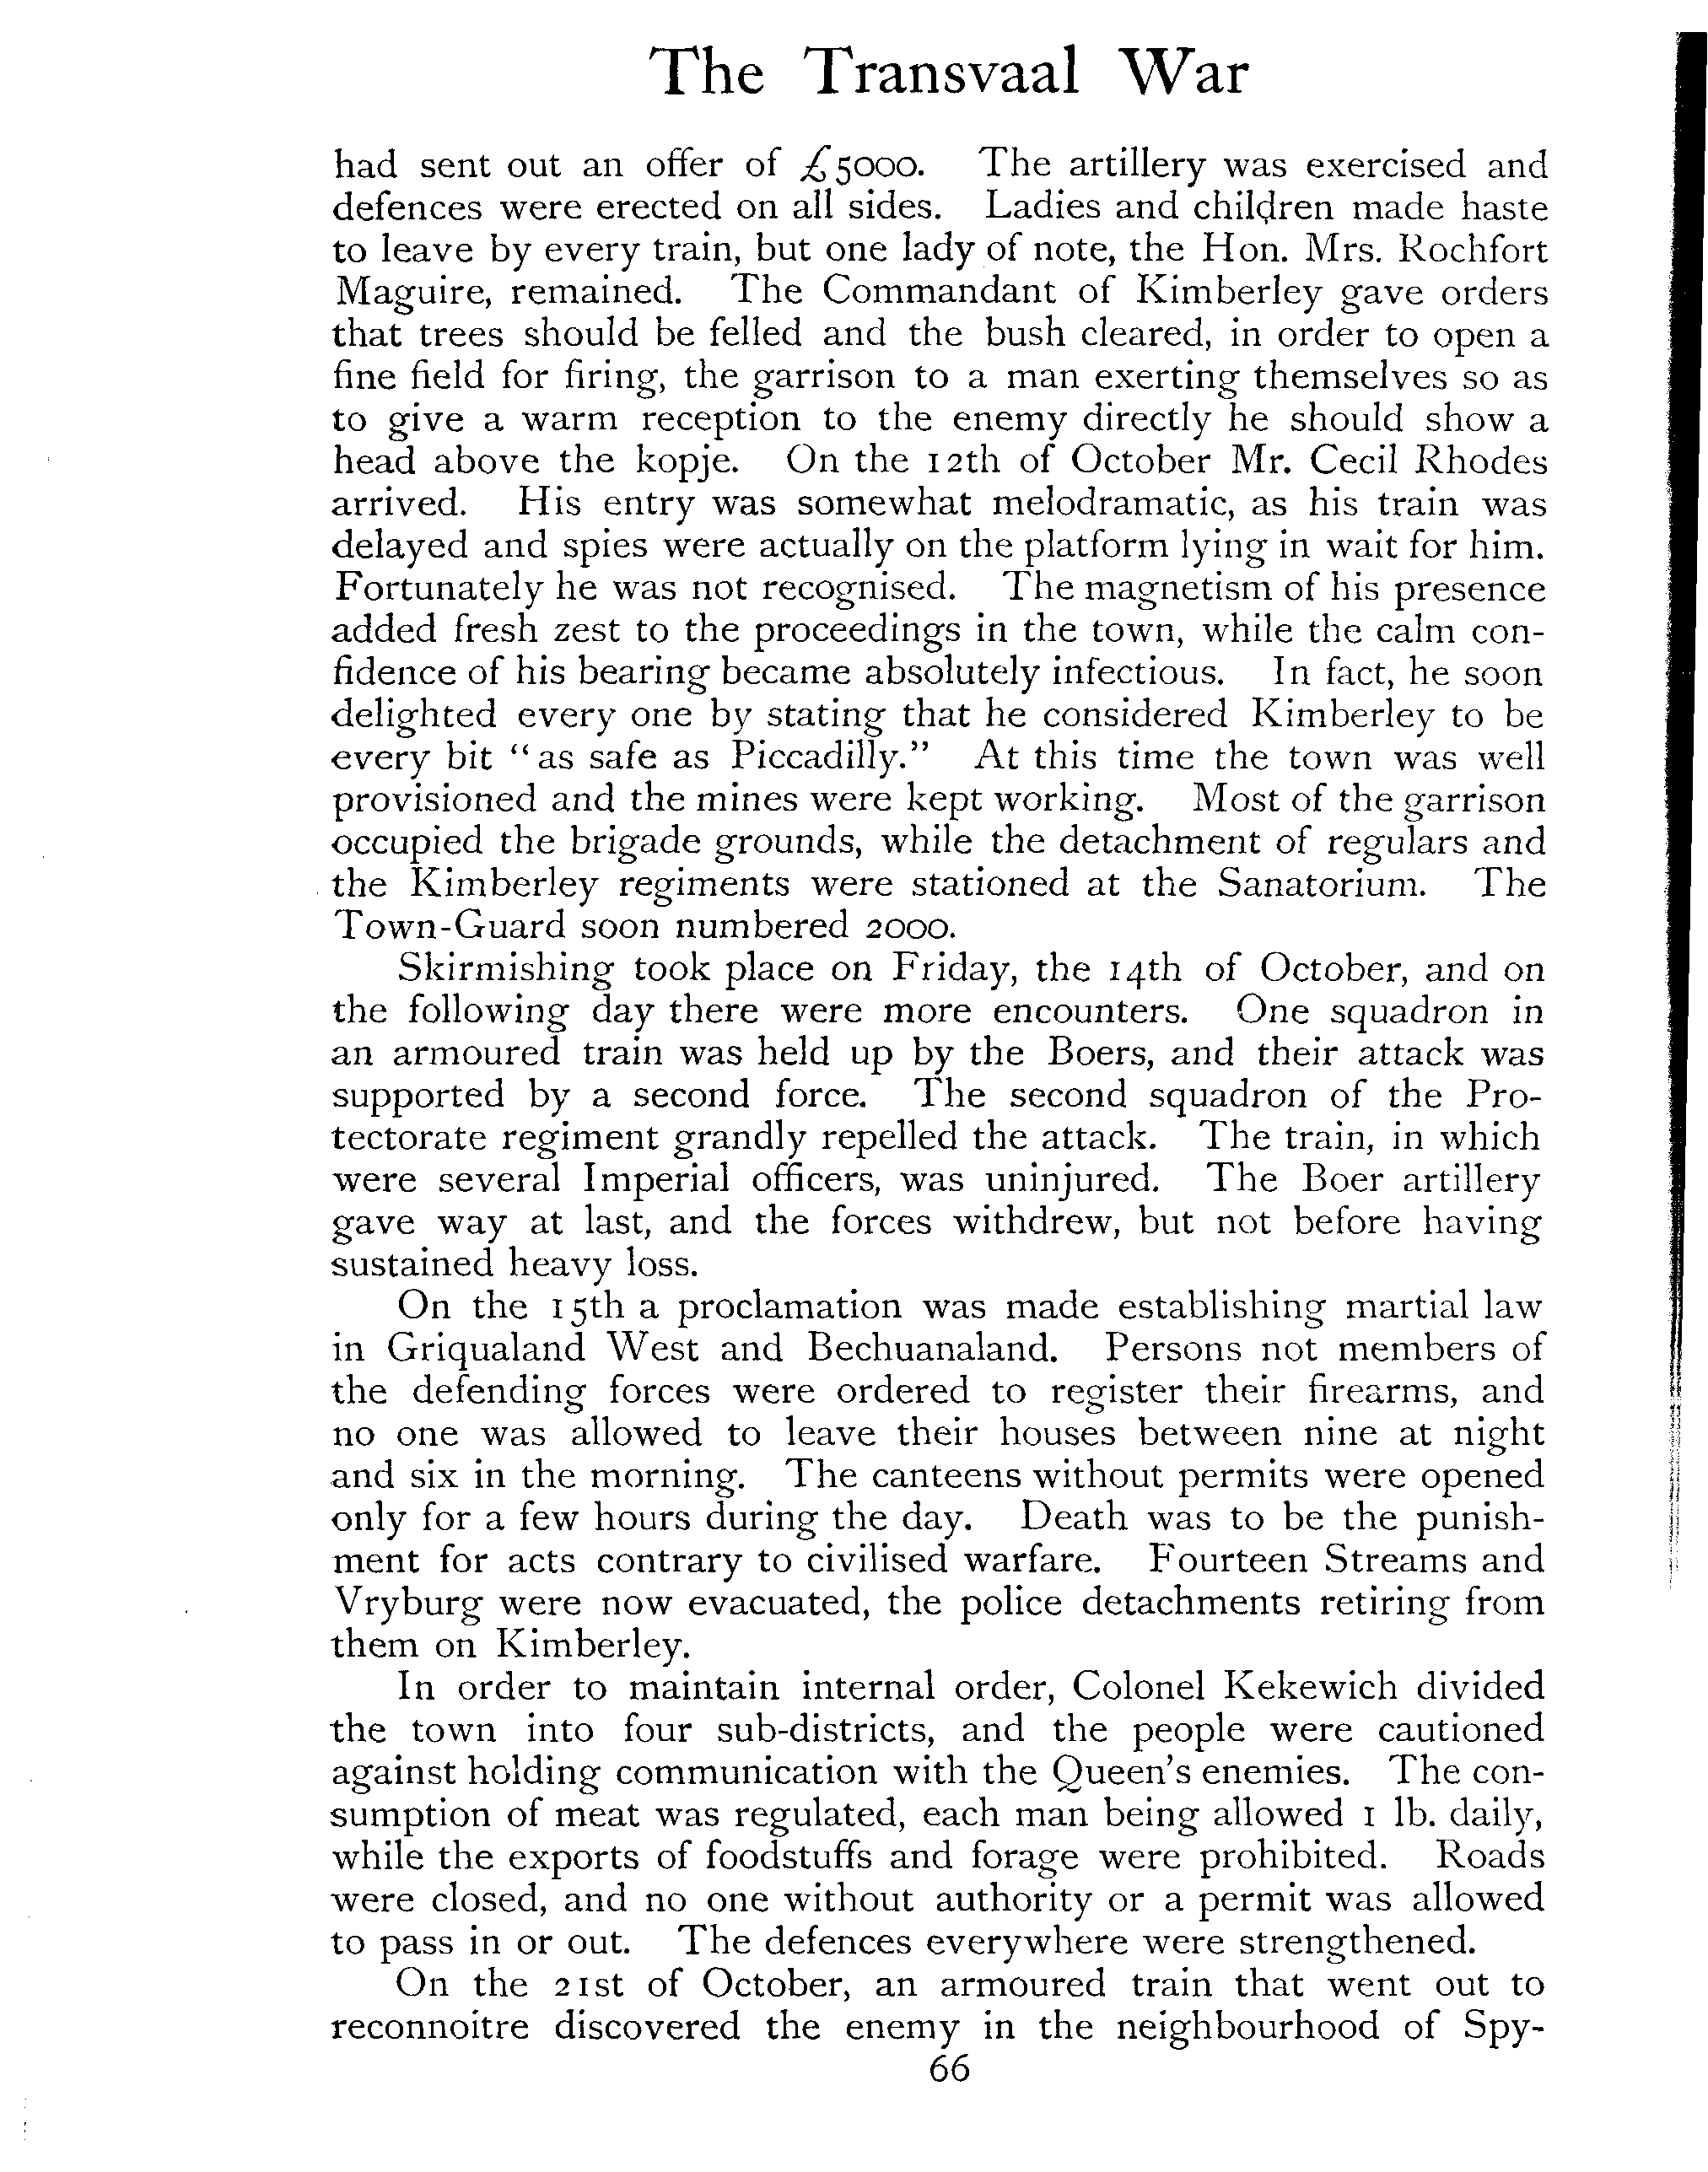 The Transvaal War
had sent out an offer of £5000. The artillery was exercised and
defences were erected on all sides. Ladies and children made haste
to leave by every train, but one lady of note, the Hon. Mrs. Rochfort
Maguire, remained. The Commandant of Kimberley gave orders
that trees should be felled and the bush cleared, in order to open a
fine field for firing, the garrison to a man exerting themselves so as
to give a warm reception to the enemy directly he should show a
head above the kopje. On the 12th of October Mr. Cecil Rhodes
arrived. His entry was somewhat melodramatic, as his train was
delayed and spies were actually on the platform lying in wait for him.
Fortunately he was not recognised. The magnetism of his presence
added fresh zest to the proceedings in the town, while the calm con-
fidence of his bearing became absolutely infectious. In fact, he soon
delighted every one by stating that he considered Kimberley to be
every bit "as safe as Piccadilly." At this time the town was well
provisioned and the mines were kept working. Most of the garrison
occupied the brigade grounds, while the detachment of regulars and
the Kimberley regiments were stationed at the Sanatorium. The
Town-Guard soon numbered 2000.
Skirmishing took place on Friday, the 14th of October, and on
the following day there were more encounters. One squadron in
an armoured train was held up by the Boers, and their attack was
supported by a second force. The second squadron of the Pro-
tectorate regiment grandly repelled the attack. The train, in which
were several Imperial officers, was uninjured. The Boer artillery
gave way at last, and the forces withdrew, but not before having
sustained heavy loss.
On the 15th a proclamation was made establishing martial law
in Griqualand West and Bechuanaland. Persons not members of
the defending forces were ordered to register their firearms, and
no one was allowed to leave their houses between nine at night
and six in the morning. The canteens without permits were opened
only for a few hours during the day. Death was to be the punish-
ment for acts contrary to civilised warfare. Fourteen Streams and
Vryburg were now evacuated, the police detachments retiring from
them on Kimberley.
In order to maintain internal order, Colonel Kekewich divided
the town into four sub-districts, and the people were cautioned
against holding communication with the Queen's enemies. The con-
sumption of meat was regulated, each man being allowed 1 lb. daily,
while the exports of foodstuffs and forage were prohibited. Roads
were closed, and no one without authority or a permit was allowed
to pass in or out. The defences everywhere were strengthened.
On the 21st of October, an armoured train that went out to
reconnoitre discovered the enemy in the neighbourhood of Spy-
66